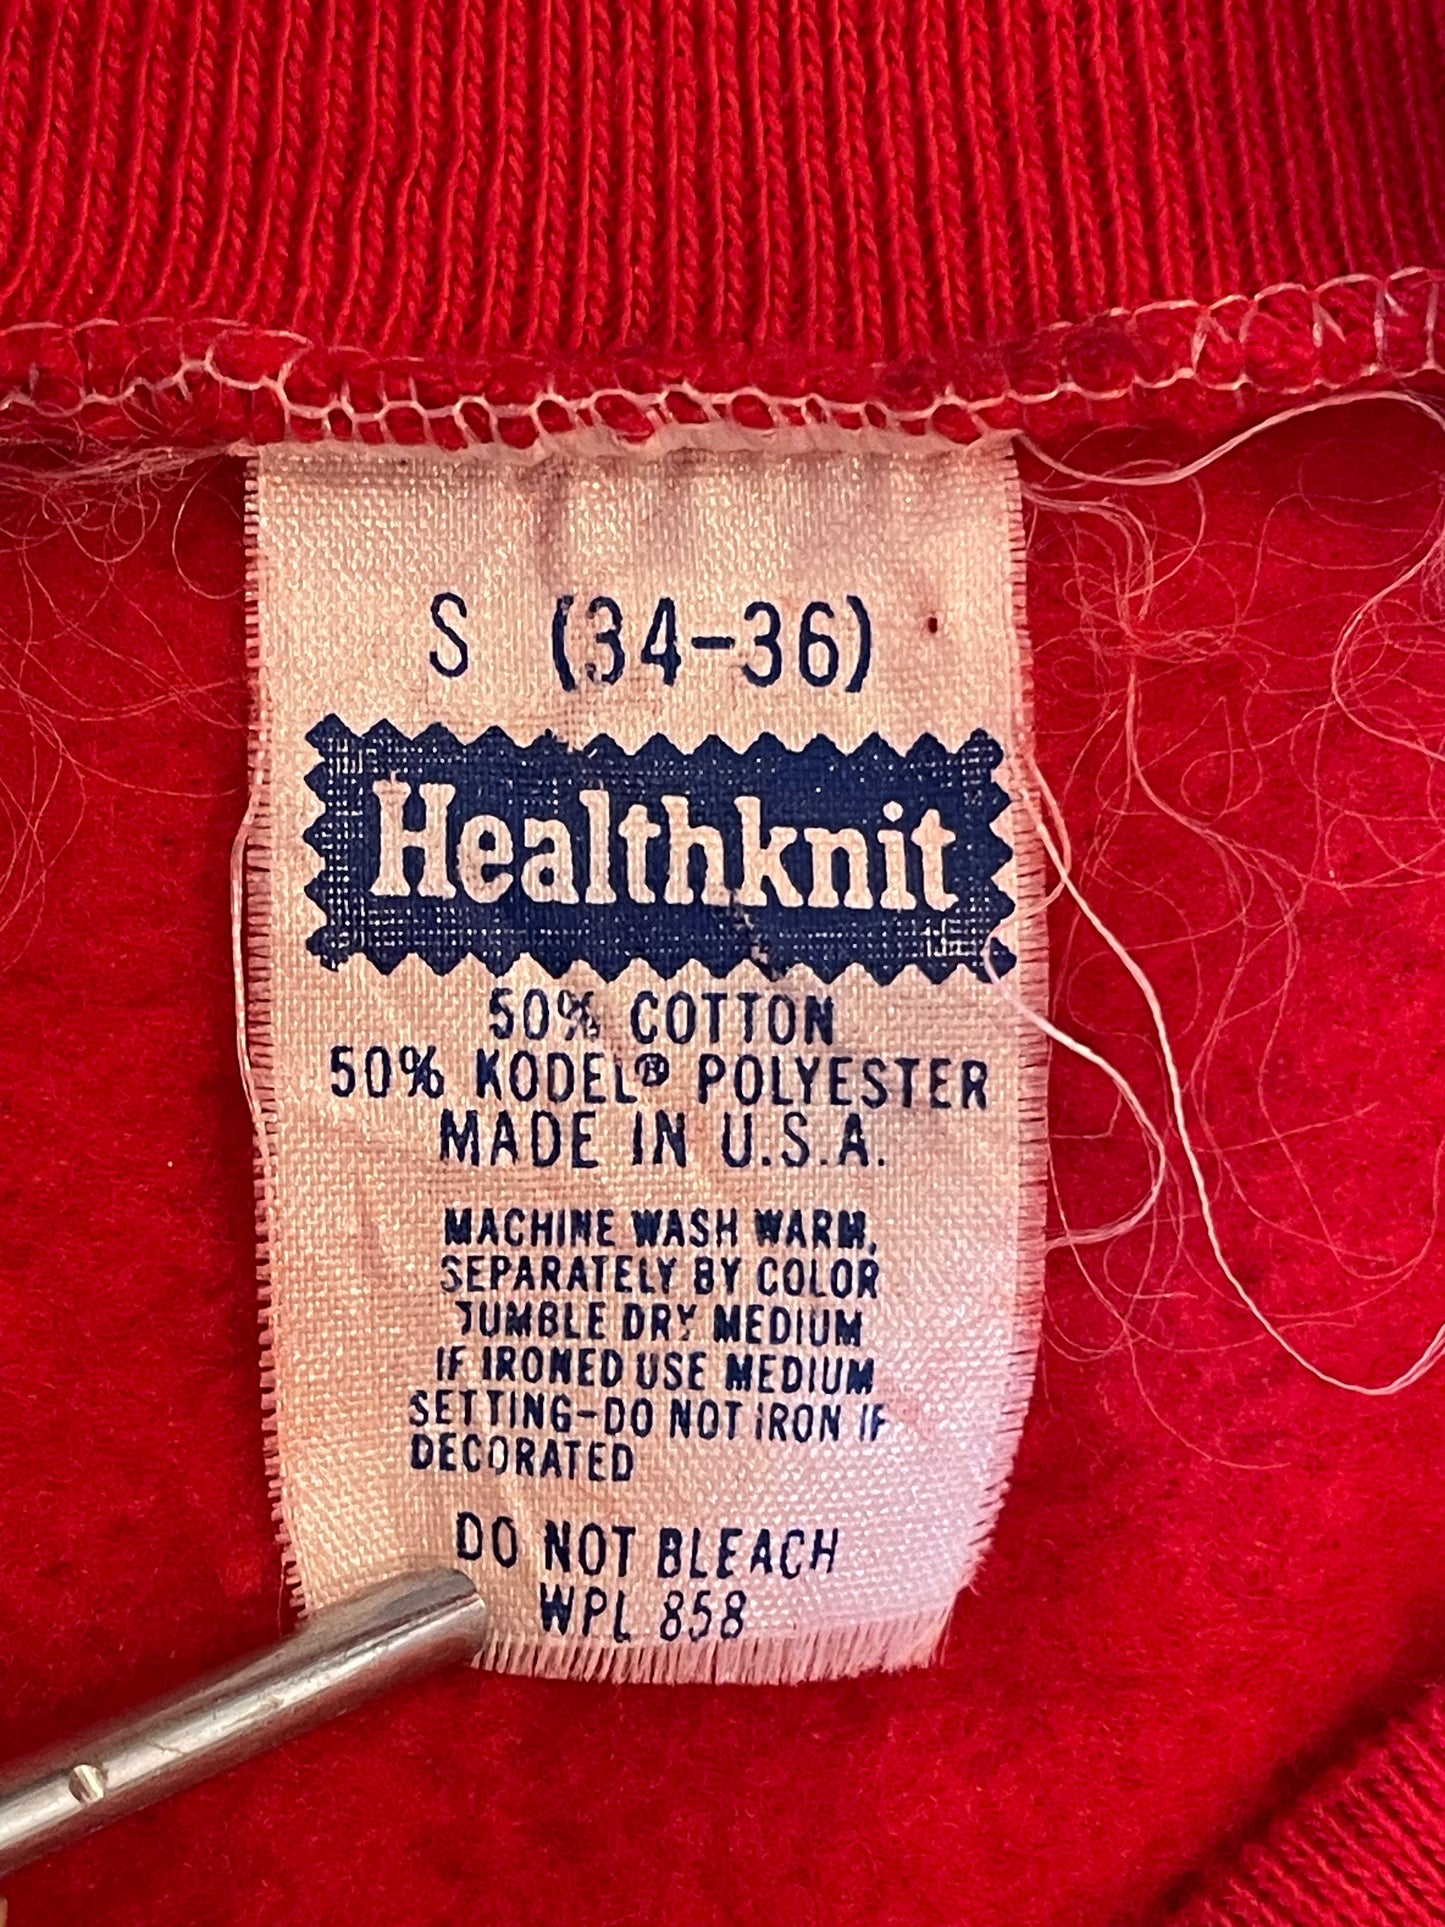 S (34-36)
Healthknit
50% COTTON
50% KODEL® POLYESTER
MADE IN U.S.A.
MACHINE WASH WARM,
SEPARATELY BY COLOR
TUMBLE DRY MEDIUM
IF IRONED USE MEDIUM
SETTING-DO NOT IRON IF
DECORATED
DO NOT BLEACH
WPL 858